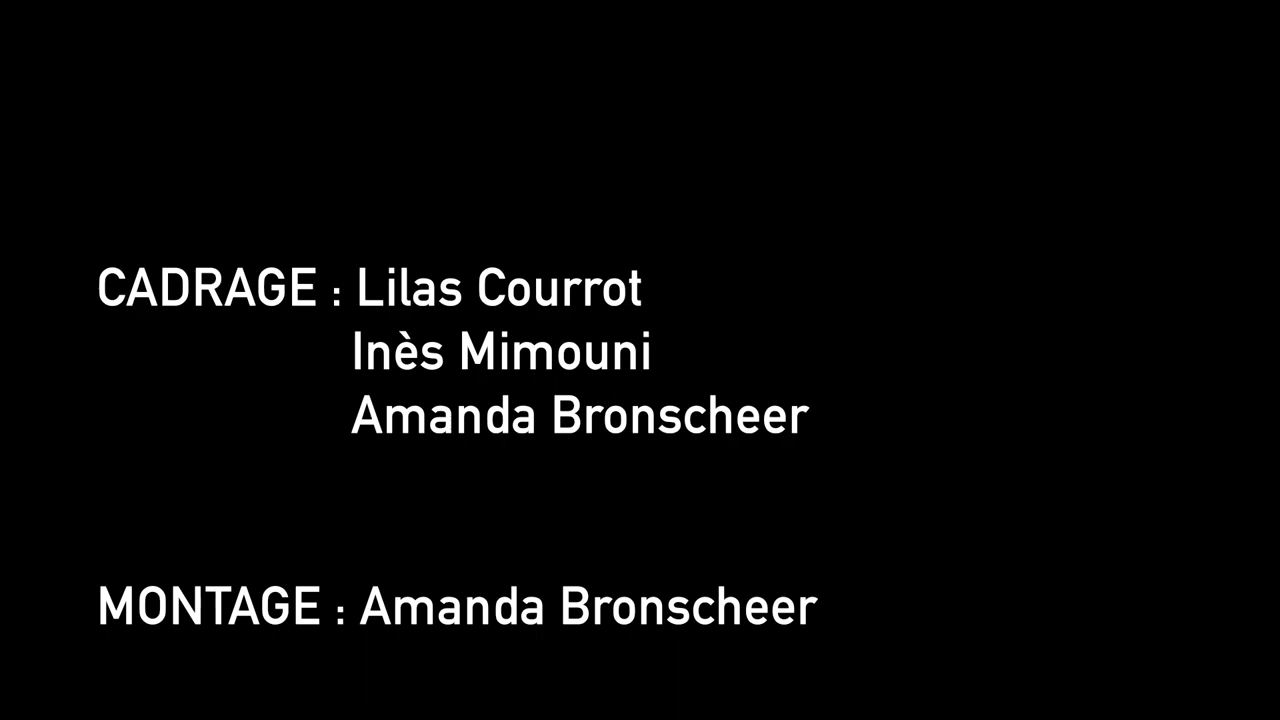 CADRAGE : Lilas Courrot
Inès Mimouni
Amanda Bronscheer
MONTAGE : Amanda Bronscheer